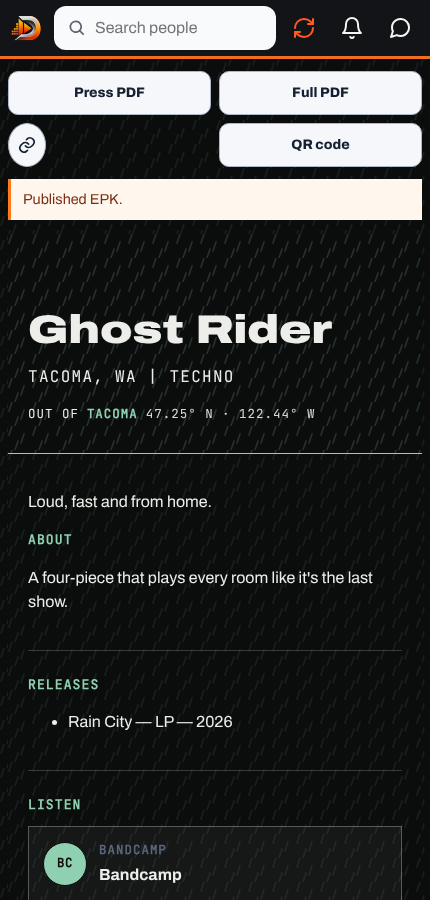 Search people
Press PDF
Full PDF
QR code
Published EPK.
Ghost Rider
TACOMA, WA | TECHNO
OUT OF TACOMA 47.25° N · 122.44° W
Loud, fast and from home.
ABOUT
A four-piece that plays every room like it's the last
show.
RELEASES
• Rain City — LP — 2026
LISTEN
BC
BANDCAMP
Bandcamp